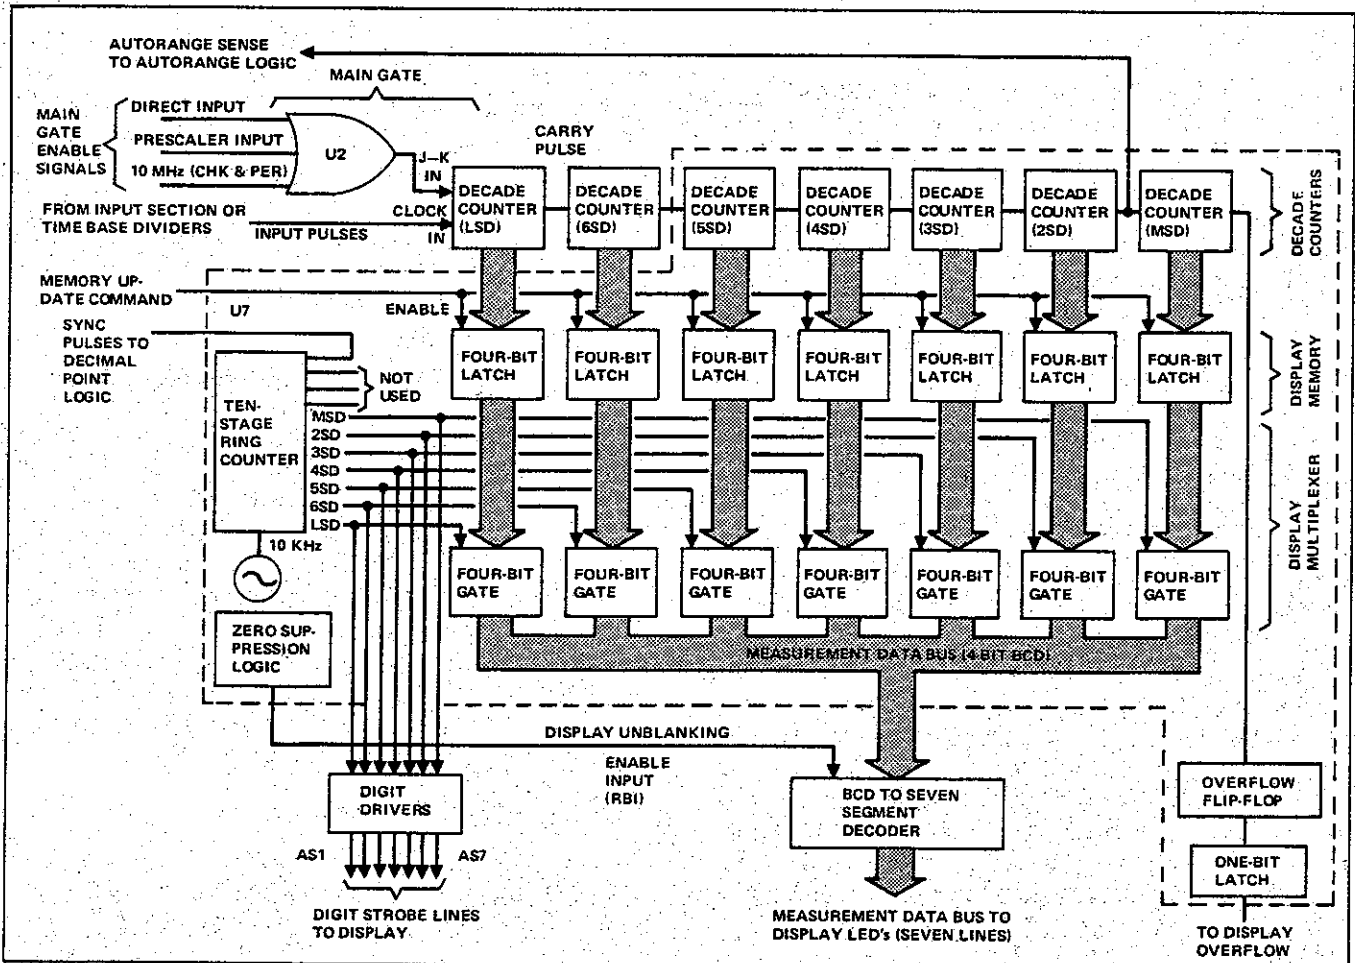 AUTORANGE SENSE
TO AUTORANGE LOGIC
MAIN GATE
MAIN
GATE
ENABLE
SIGNALS
DIRECT INPUT
PRESCALER INPUT
10 MHz (CHK & PER)
U2
J-K
IN
CARRY
PULSE
FROM INPUT SECTION OR
TIME BASE DIVIDERS
INPUT PULSES
CLOCK
IN
DECADE
COUNTER
(LSD)
DECADE
COUNTER
(6SD)
DECADE
COUNTER
(5SD)
DECADE
COUNTER
(4SD)
DECADE
COUNTER
(3SD)
DECADE
COUNTER
(2SD)
DECADE
COUNTER
(MSD)
DECADE
COUNTERS
MEMORY UP-
DATE COMMAND
U7
ENABLE
SYNC
PULSES TO
DECIMAL
POINT
LOGIC
NOT
USED
FOUR-BIT
LATCH
FOUR-BIT
LATCH
FOUR-BIT
LATCH
FOUR-BIT
LATCH
FOUR-BIT
LATCH
FOUR-BIT
LATCH
FOUR-BIT
LATCH
DISPLAY
MEMORY
TEN-
STAGE
RING
COUNTER
MSD
2SD
3SD
4SD
5SD
6SD
LSD
10 KHz
DISPLAY
MULTIPLEXER
FOUR-BIT
GATE
FOUR-BIT
GATE
FOUR-BIT
GATE
FOUR-BIT
GATE
FOUR-BIT
GATE
FOUR-BIT
GATE
FOUR-BIT
GATE
ZERO SUP-
PRESSION
LOGIC
MEASUREMENT DATA BUS (4-BIT BCD)
DISPLAY UNBLANKING
ENABLE
INPUT
(RBI)
DIGIT
DRIVERS
BCD TO SEVEN
SEGMENT
DECODER
OVERFLOW
FLIP-FLOP
AS1
AS7
ONE-BIT
LATCH
DIGIT STROBE LINES
TO DISPLAY
MEASUREMENT DATA BUS TO
DISPLAY LED's (SEVEN LINES)
TO DISPLAY
OVERFLOW